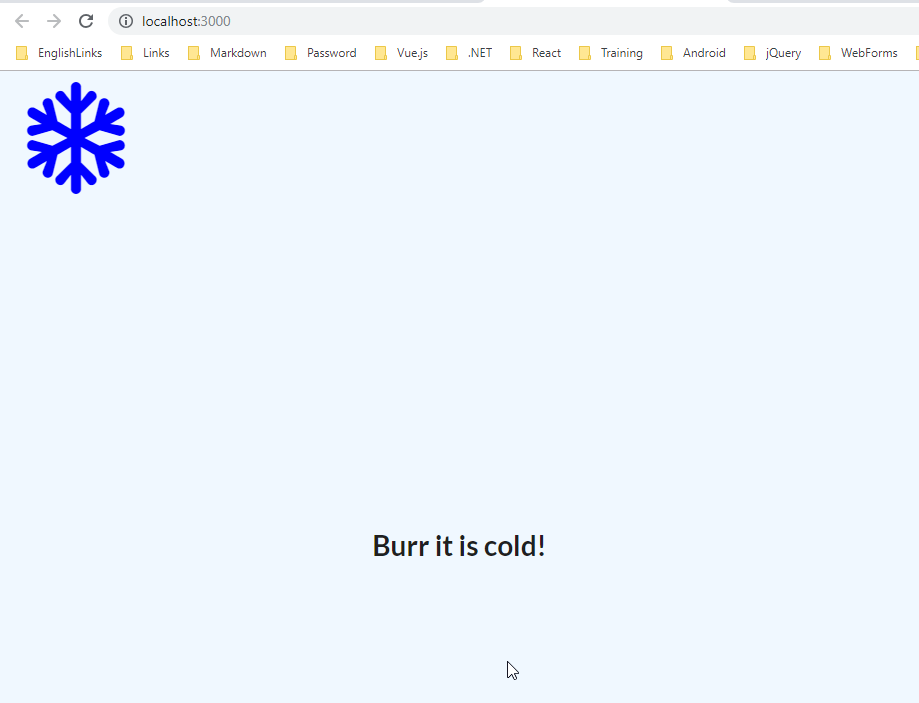 localhost:3000
EnglishLinks Links Markdown Password Vue.js .NET React Training Android jQuery WebForms
Burr it is cold!